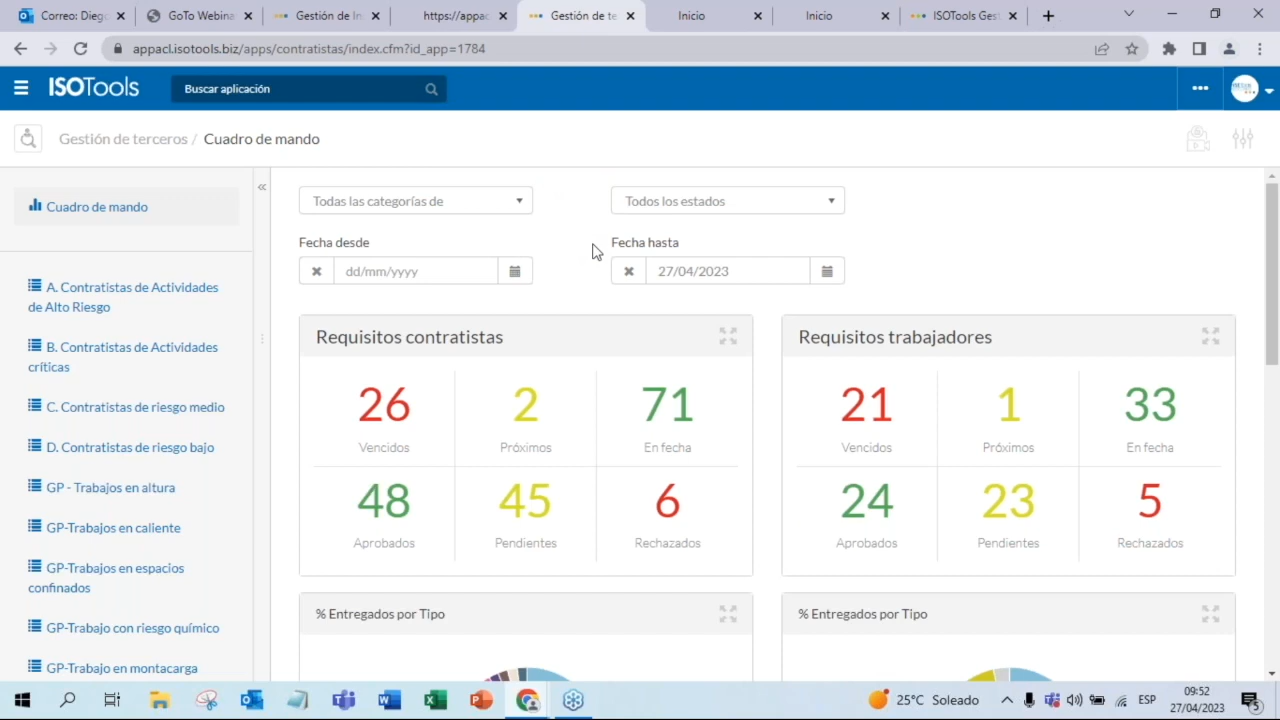 Correo: Dieg
GoTo Webina
Gestión de In
https://appac
Gestión de te
Inicio
Inicio
ISOTools Gest
appacl.isotools.biz/apps/contratistas/index.cfm?id_app=1784
ISOTools
Buscar aplicación
Gestión de terceros / Cuadro de mando
Cuadro de mando
A. Contratistas de Actividades
de Alto Riesgo
B. Contratistas de Actividades
críticas
C. Contratistas de riesgo medio
D. Contratistas de riesgo bajo
GP - Trabajos en altura
GP-Trabajos en caliente
GP-Trabajos en espacios
confinados
GP-Trabajo con riesgo químico
GP-Trabajo en montacarga
Todas las categorías de
Todos los estados
Fecha desde
Fecha hasta
dd/mm/yyyy
27/04/2023
Requisitos contratistas
26 2 71
Vencidos Próximos En fecha
48 45 6
Aprobados Pendientes Rechazados
Requisitos trabajadores
21 1 33
Vencidos Próximos En fecha
24 23 5
Aprobados Pendientes Rechazados
% Entregados por Tipo
% Entregados por Tipo
25°C Soleado
ESP
09:52
27/04/2023
5